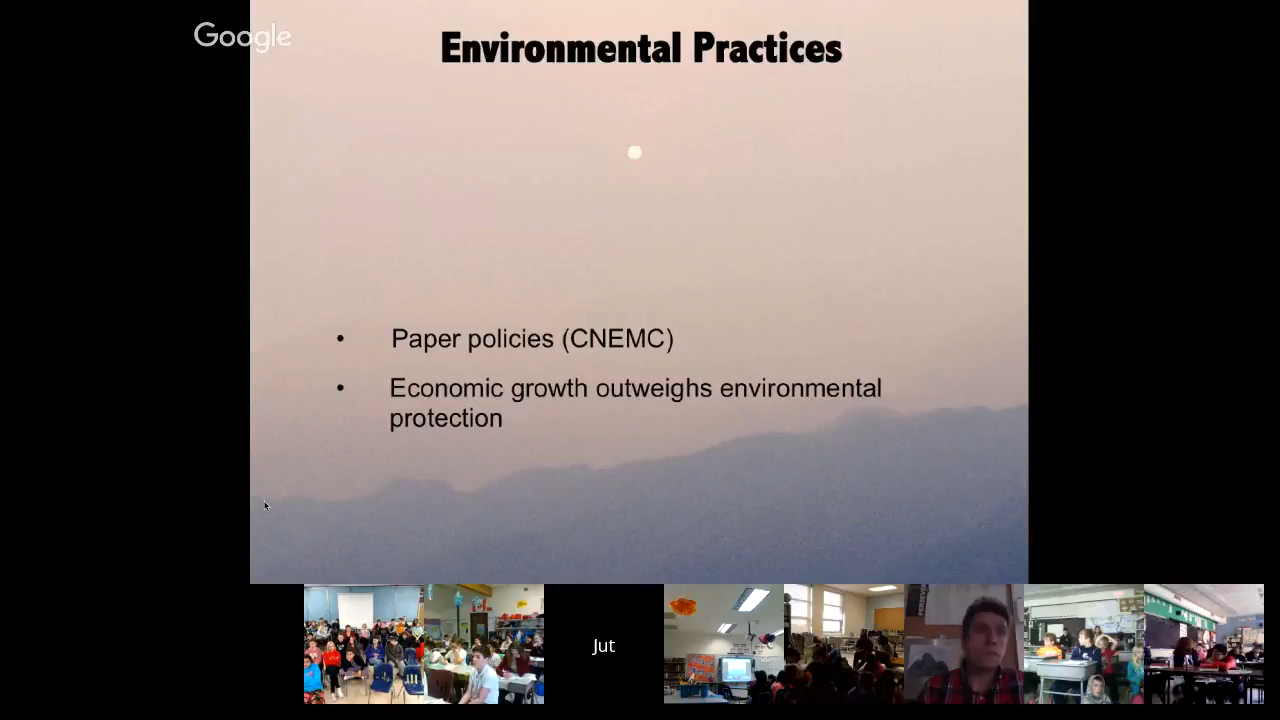 Google
Environmental Practices
• Paper policies (CNEMC)
• Economic growth outweighs environmental
protection
Jut